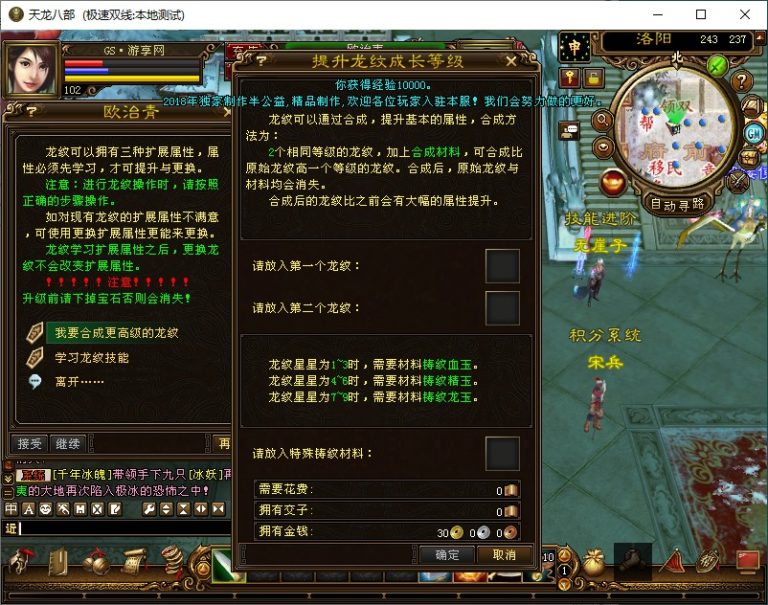 天龙八部 (极速双线:本地测试)
GS·游享网
102
欧治青
龙纹可以拥有三种扩展属性，属
性必须先学习，才可提升与更换。
注意：进行龙纹操作时，请按照
正确的步骤操作。
如对现有龙纹的扩展属性不满意
，可使用更换扩展属性更能来更换。
龙纹学习扩展属性之后，更换龙
纹不会改变扩展属性。
！！！！！注意！！！！！
升级前请下掉宝石否则会消失！
我要合成更高级的龙纹
学习龙纹技能
离开……
接受
继续
再
[千年冰魄]带领手下九只[冰妖]再
夷的大地再次陷入极冰的恐怖之中！
近
提升龙纹成长等级
你获得经验10000。
2018年独家制作半公益,精品制作,欢迎各位玩家入驻本服！我们会努力做的更好。
龙纹可以通过合成，提升基本的属性，合成方
法为：
2个相同等级的龙纹，加上合成材料，可合成比
原始龙纹高一个等级的龙纹。合成后，原始龙纹与
材料均会消失。
合成后的龙纹比之前会有大幅的属性提升。
请放入第一个龙纹：
请放入第二个龙纹：
龙纹星星为1~3时，需要材料铸纹血玉。
龙纹星星为4~6时，需要材料铸纹精玉。
龙纹星星为7~9时，需要材料铸纹龙玉。
请放入特殊铸纹材料：
需要花费： 0
拥有交子： 0
拥有金钱： 30 0 0
确定
取消
申
洛阳
243 237
北
GM
自动寻路
技能进阶
无崖子
积分系统
宋兵
10
1